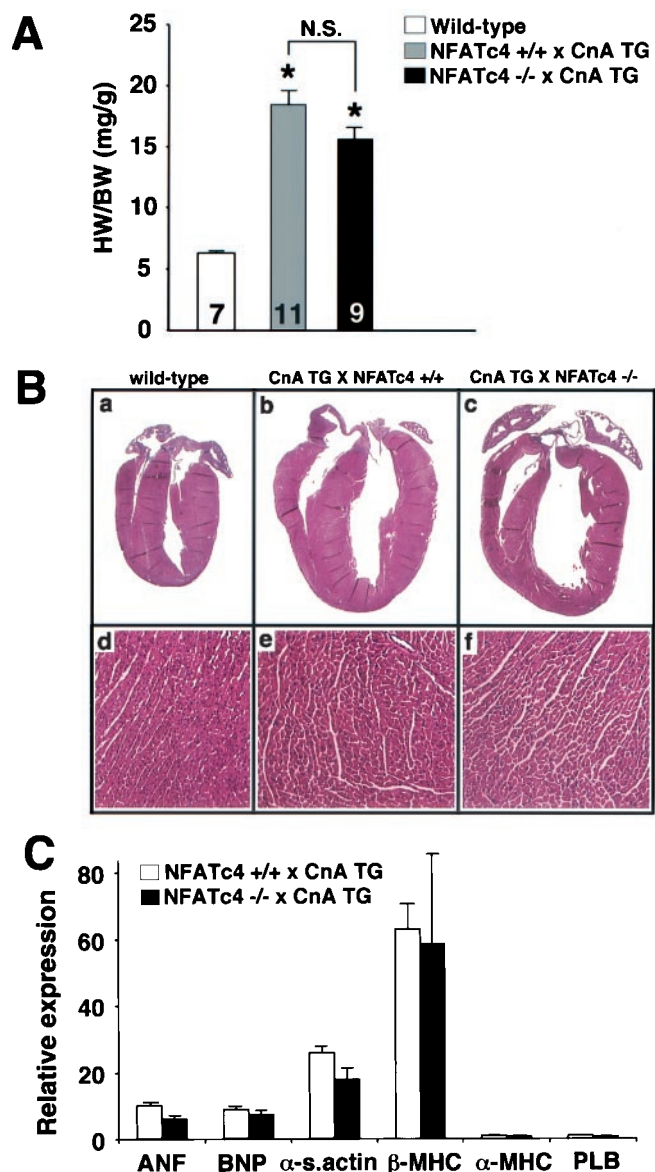 A
HW/BW (mg/g)
25
20
15
10
5
0
N.S.
*
*
7
11
9
Wild-type
NFATc4 +/+ x CnA TG
NFATc4 -/- x CnA TG
B
wild-type
CnA TG X NFATc4 +/+
CnA TG X NFATc4 -/-
a
b
c
d
e
f
C
Relative expression
80
60
40
20
0
NFATc4 +/+ x CnA TG
NFATc4 -/- x CnA TG
ANF
BNP
α-s.actin
β-MHC
α-MHC
PLB